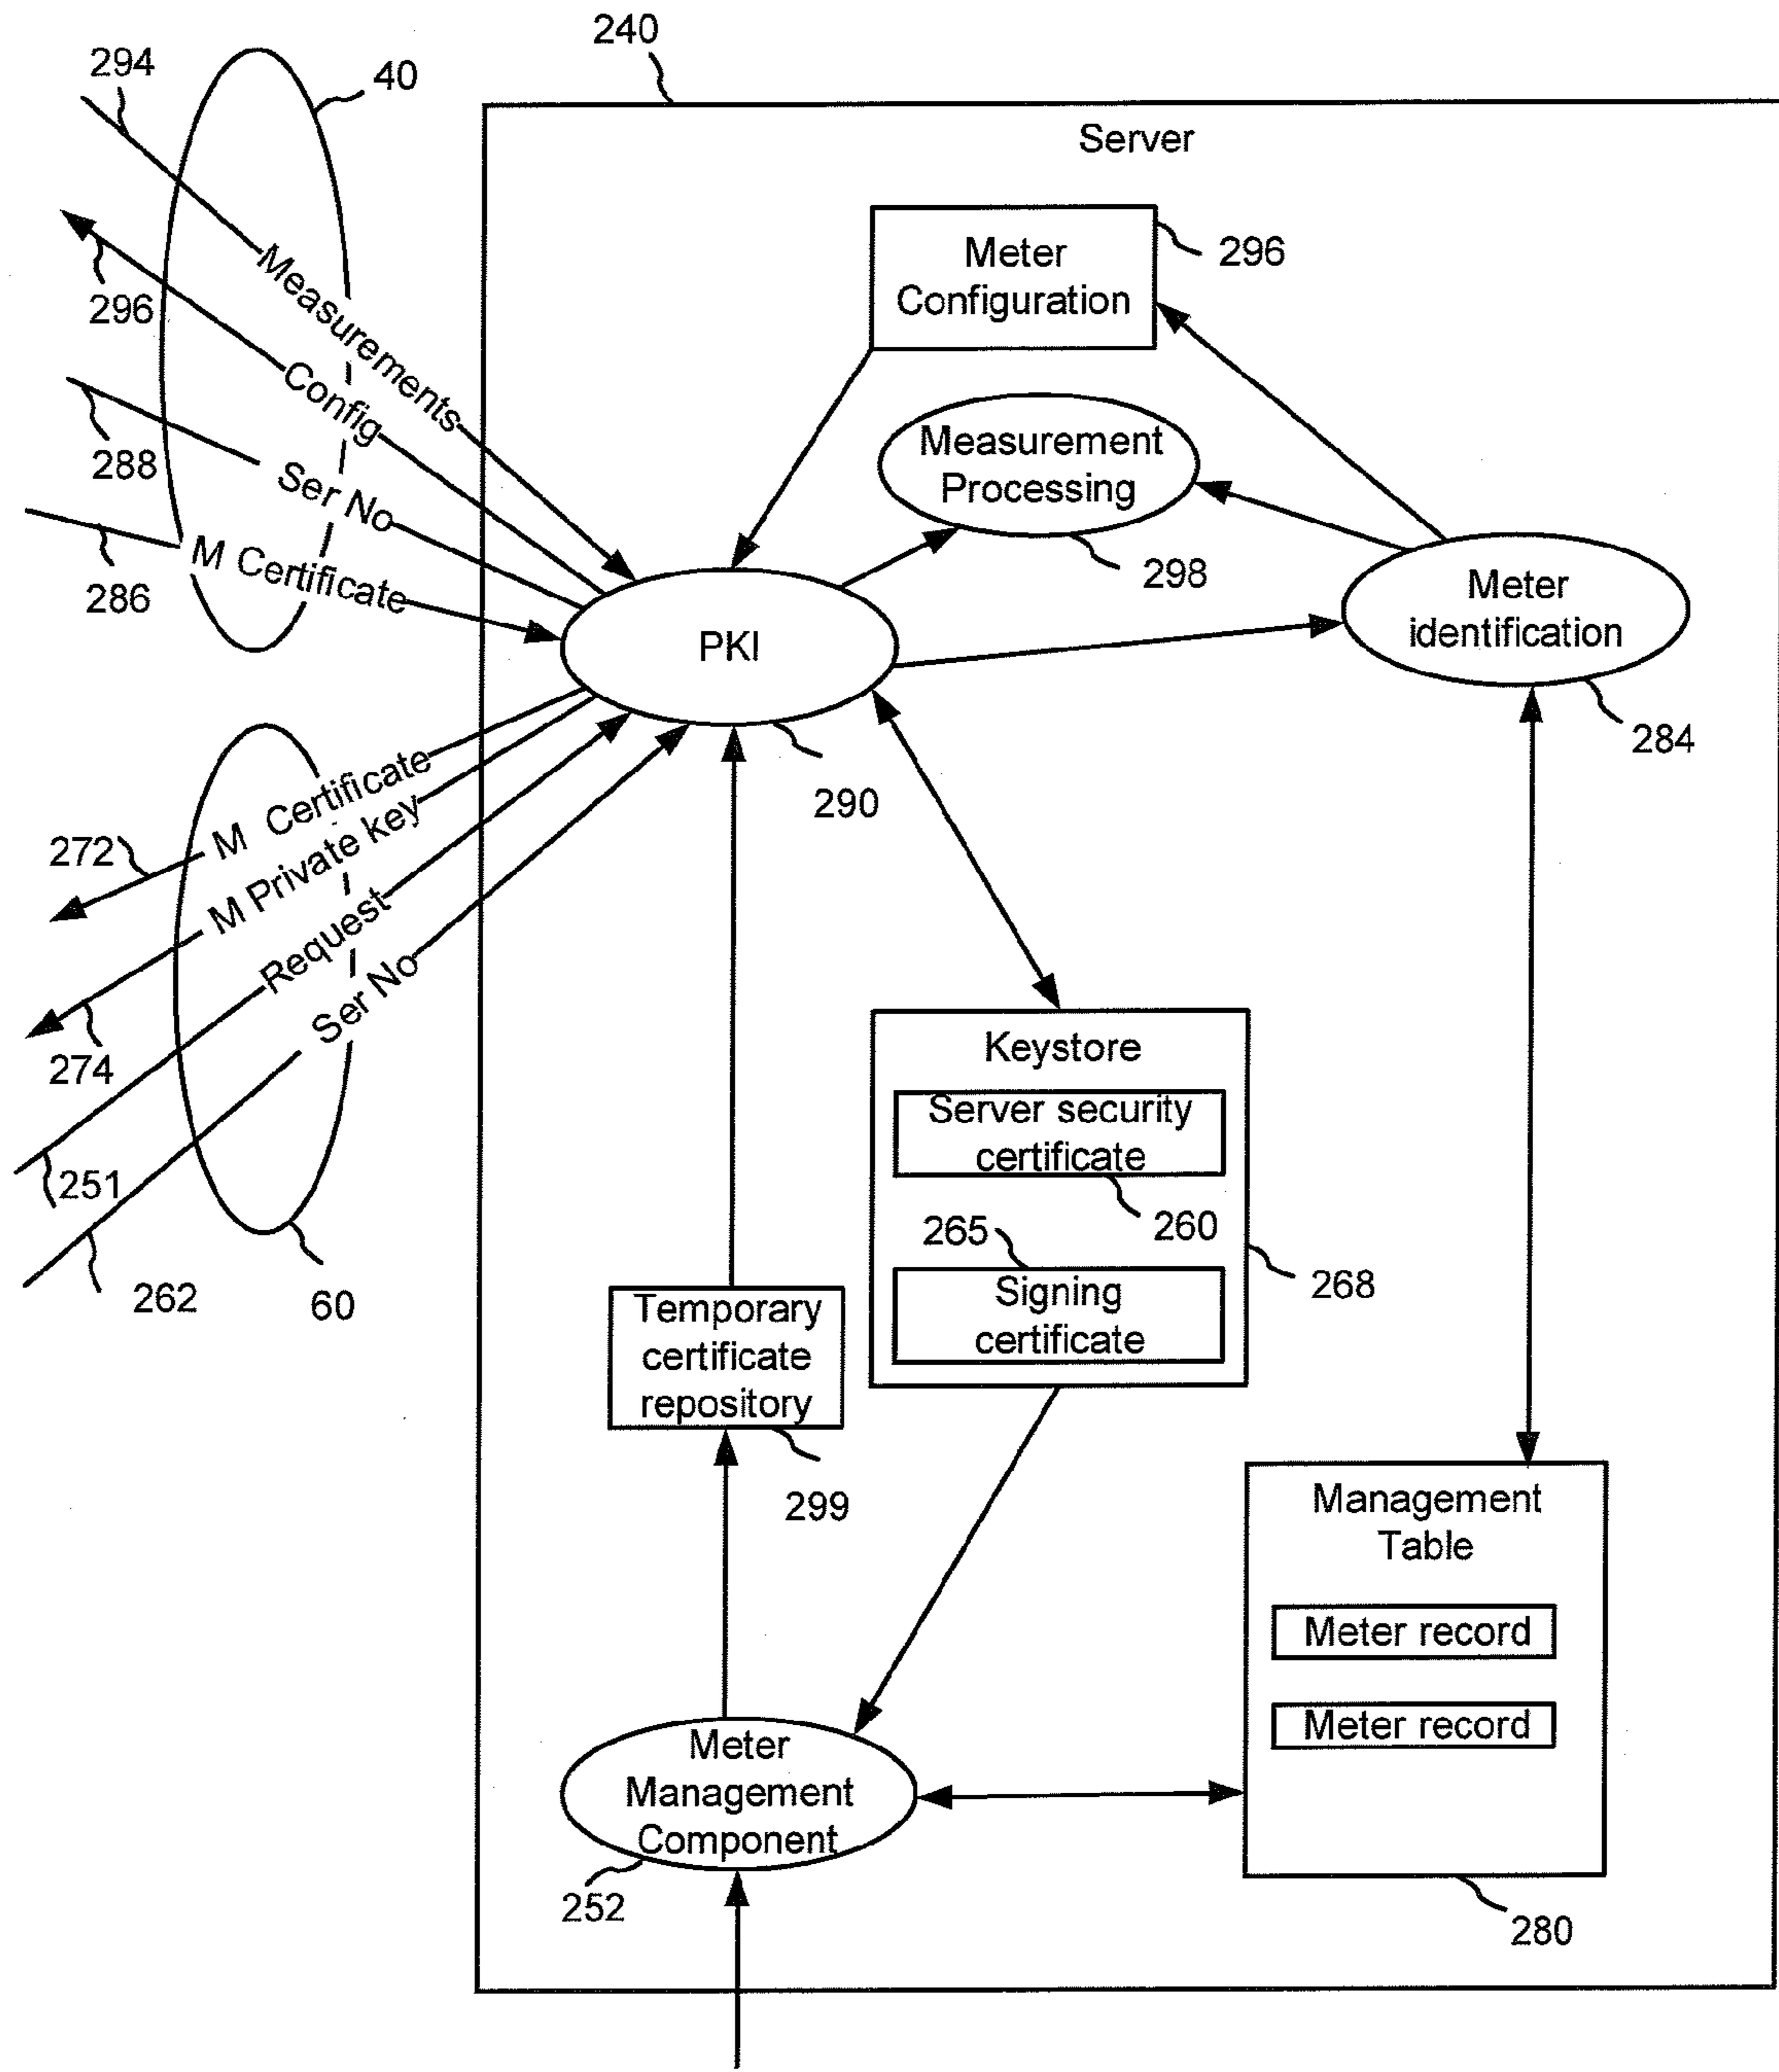 240
294
40
Server
Meter
Configuration
296
296
Measurements
Config
288
Ser No
Measurement
Processing
298
286
M Certificate
Meter
identification
284
PKI
290
272
M Certificate
M Private key
Request
Ser No
274
251
262
60
Keystore
Server security
certificate
260
265
268
Signing
certificate
Temporary
certificate
repository
299
Management
Table
Meter record
Meter record
Meter
Management
Component
252
280